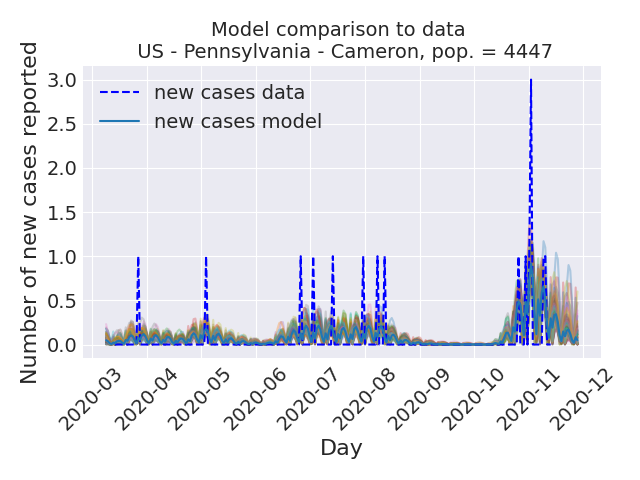 Model comparison to data
US - Pennsylvania - Cameron, pop. = 4447
Number of new cases reported
3.0
2.5
2.0
1.5
1.0
0.5
0.0
new cases data
new cases model
2020-03
2020-04
2020-05
2020-06
2020-07
2020-08
2020-09
2020-10
2020-11
2020-12
Day